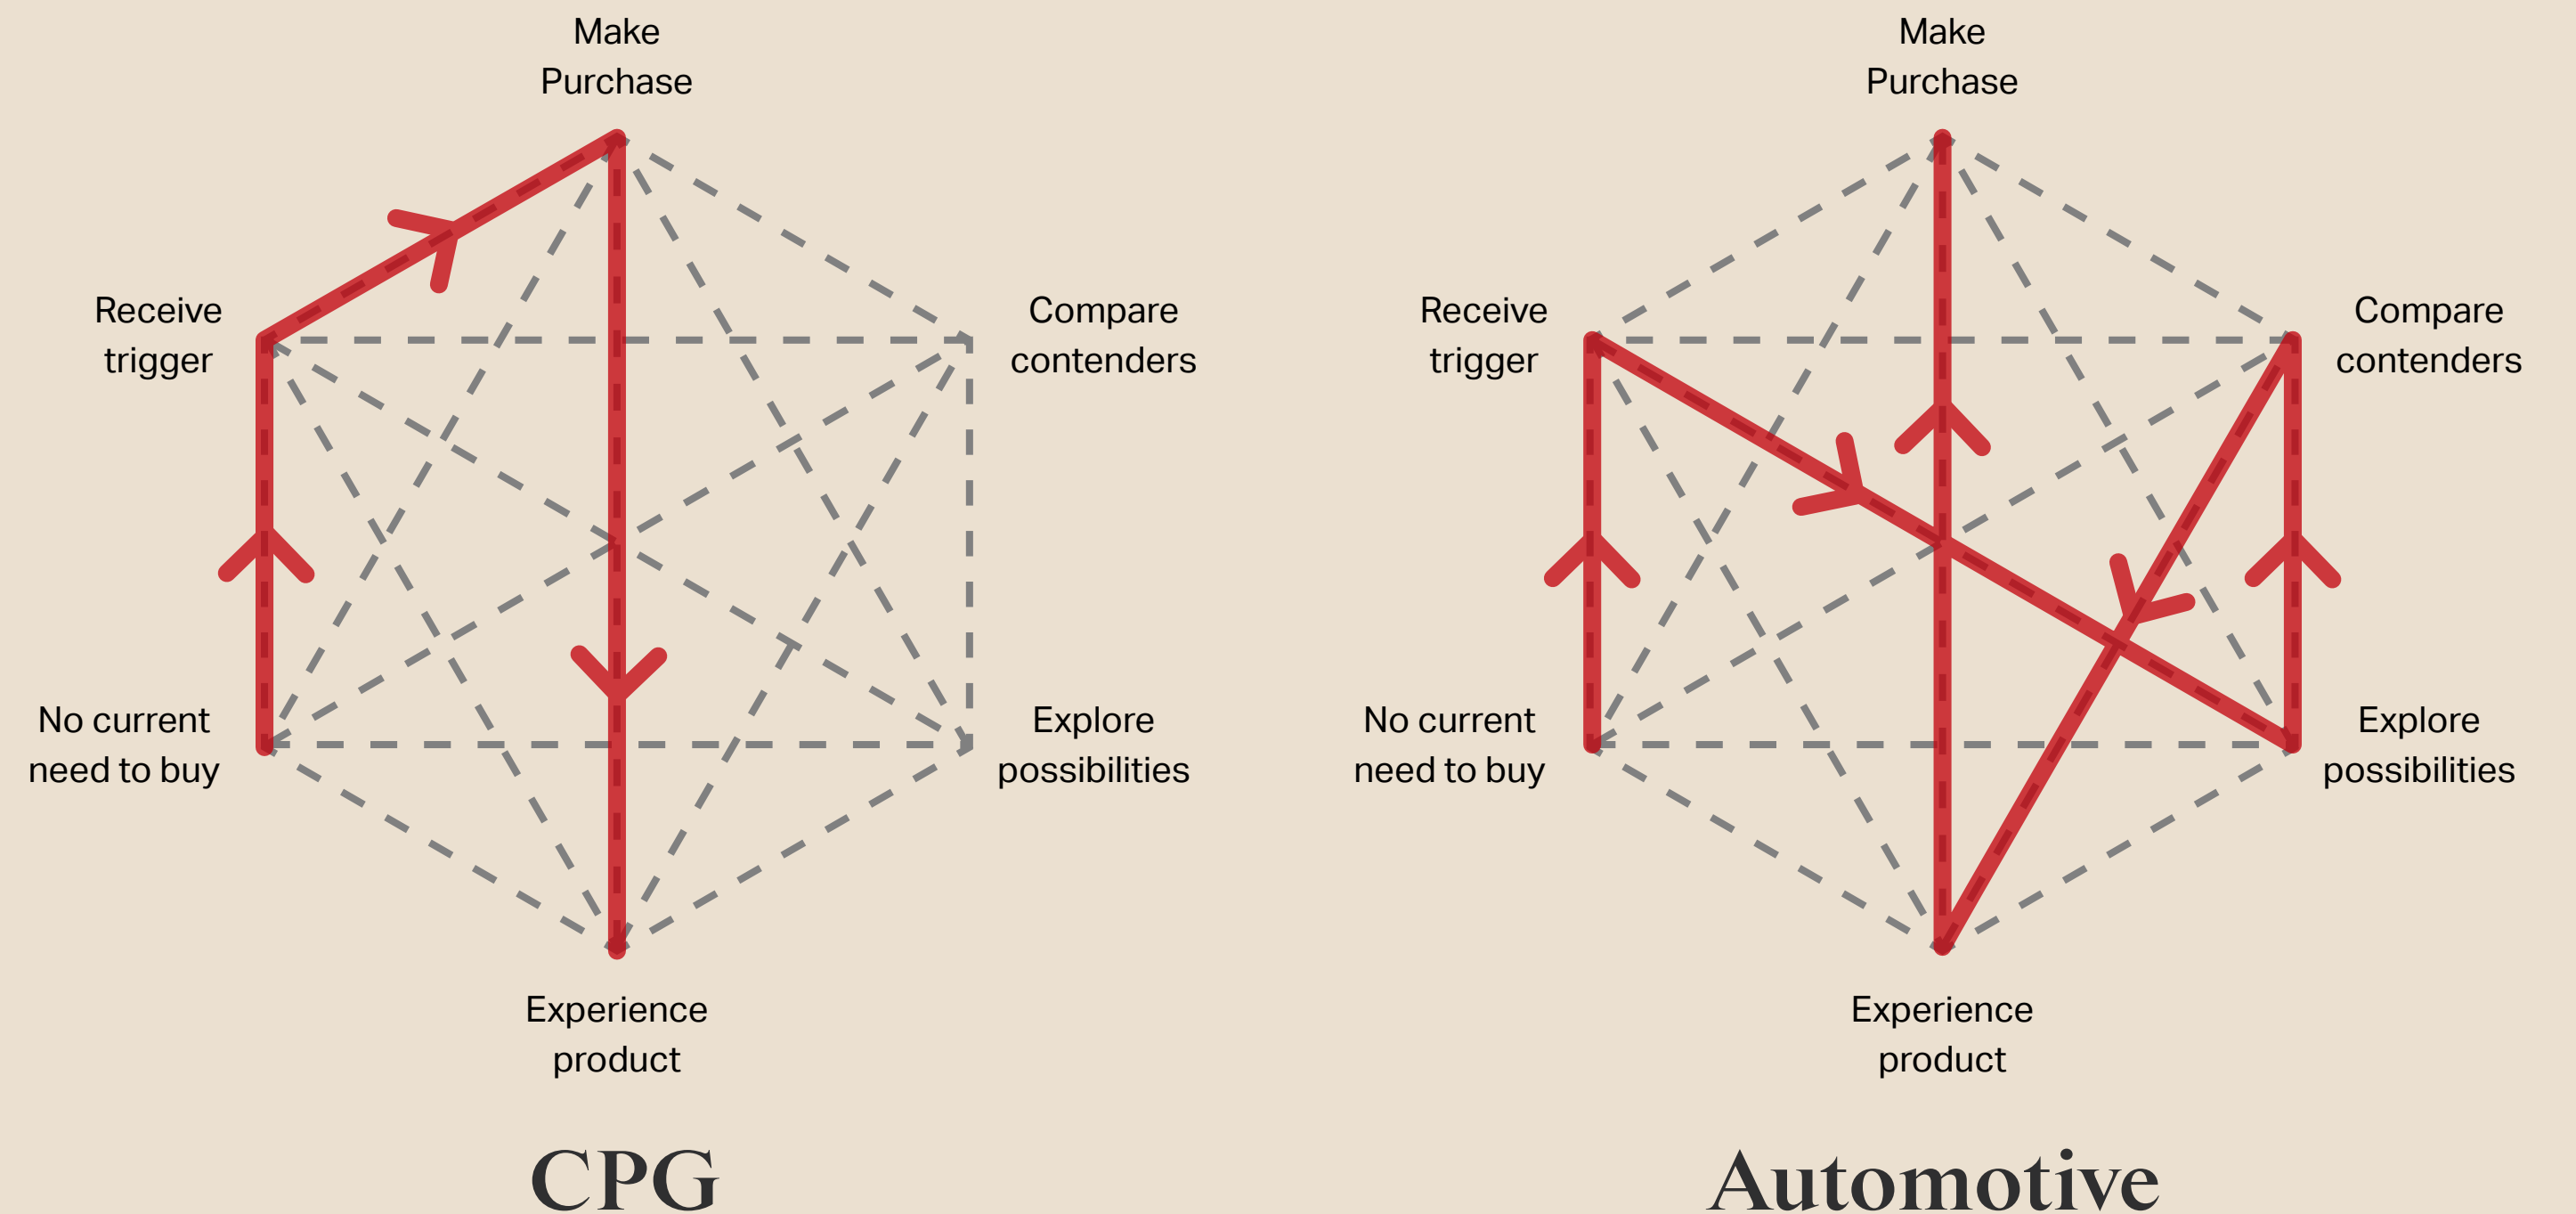 Make
Purchase
Receive
trigger
Compare
contenders
No current
need to buy
Explore
possibilities
Experience
product
CPG
Make
Purchase
Receive
trigger
Compare
contenders
No current
need to buy
Explore
possibilities
Experience
product
Automotive